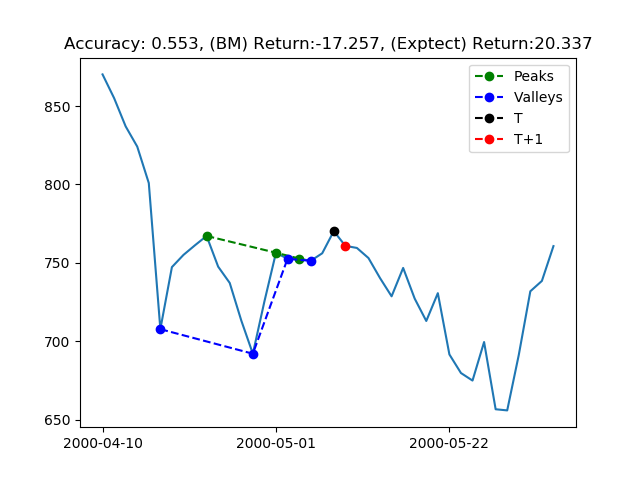 Accuracy: 0.553, (BM) Return:-17.257, (Exptect) Return:20.337
Peaks
Valleys
T
T+1
850
800
750
700
650
2000-04-10
2000-05-01
2000-05-22